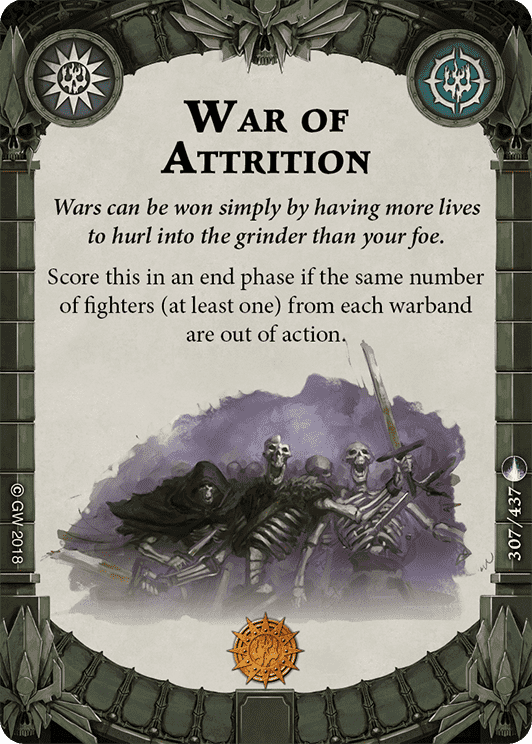 War of
Attrition
Wars can be won simply by having more lives
to hurl into the grinder than your foe.
Score this in an end phase if the same number
of fighters (at least one) from each warband
are out of action.
© GW 2018
307/437